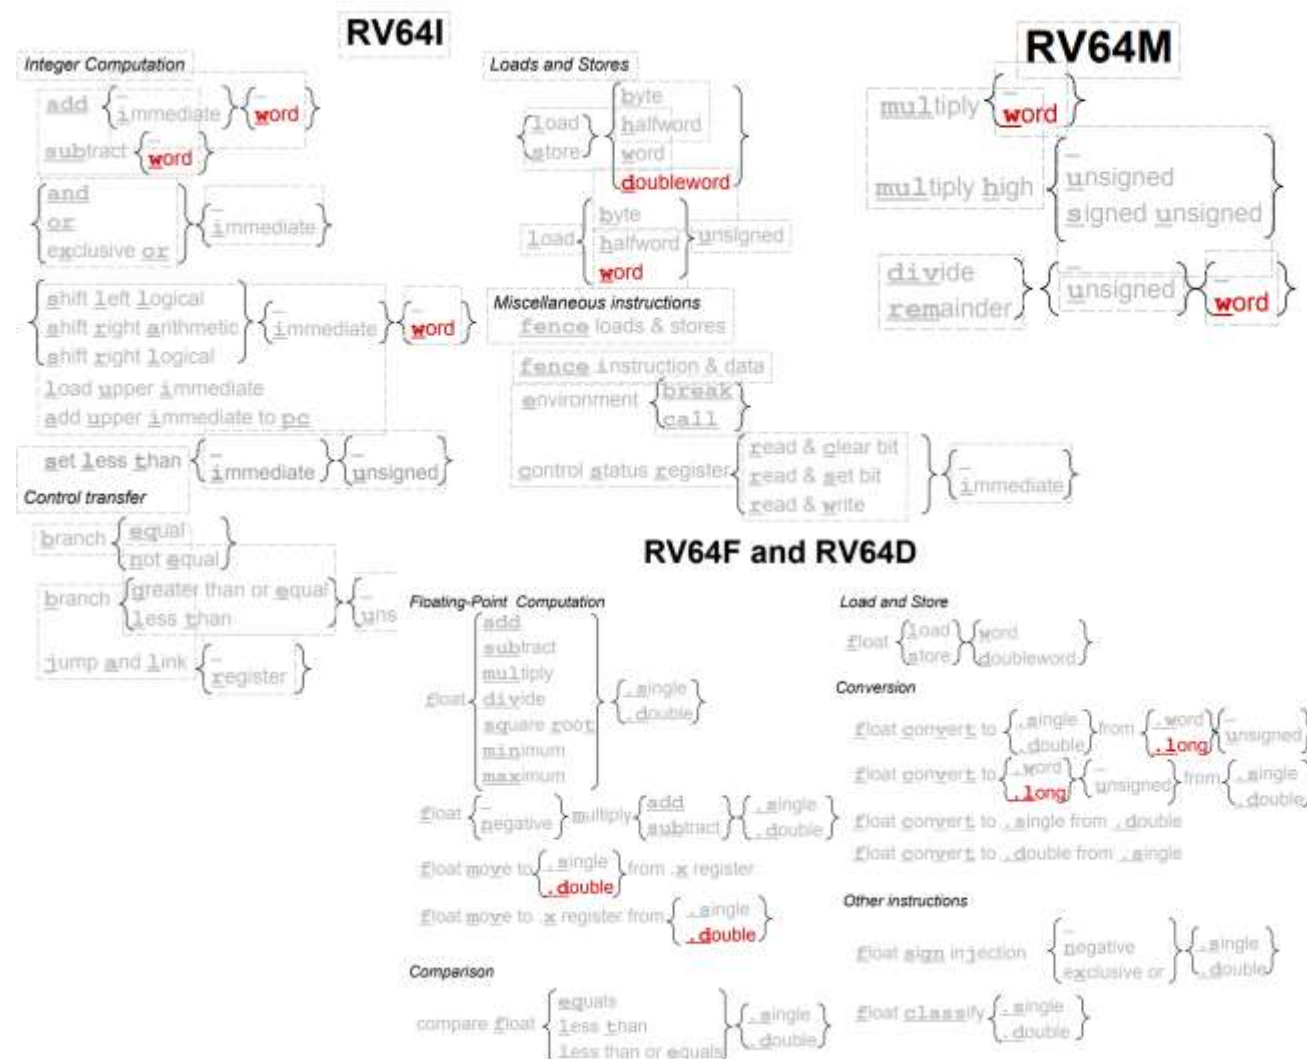 RV64I
Integer Computation
add {_ immediate} {_ word}
subtract {_ word}
{and
or
exclusive or} {_ immediate}
{shift left logical
shift right arithmetic
shift right logical} {_ immediate} {_ word}
load upper immediate
add upper immediate to pc
set less than {_ immediate} {_ unsigned}
Control transfer
branch {equal
not equal}
branch {greater than or equal
less than} {_ uns
jump and link {_ register}
Loads and Stores
{load
store} {byte
halfword
word
doubleword}
load {byte
halfword
word} unsigned
Miscellaneous instructions
fence loads & stores
fence instruction & data
environment {break
call}
control status register {read & clear bit
read & set bit
read & write} {_ immediate}
RV64M
multiply {_ word}
multiply high {_
unsigned
signed unsigned}
{divide
remainder} {_ unsigned} {_ word}
RV64F and RV64D
Floating-Point Computation
float {add
subtract
multiply
divide
square root
minimum
maximum} {.single
.double}
float {_ negative} multiply {add
subtract} {.single
.double}
float move to {.single
.double} from .x register
float move to .x register from {.single
.double}
Comparison
compare float {equals
less than
less than or equals} {.single
.double}
Load and Store
float {load
store} {word
doubleword}
Conversion
float convert to {.single
.double} from {.word
.long} {_ unsigned}
float convert to {.word
.long} {_ unsigned} from {.single
.double}
float convert to .single from .double
float convert to .double from .single
Other instructions
float sign injection {_
negative
exclusive or} {.single
.double}
float classify {.single
.double}